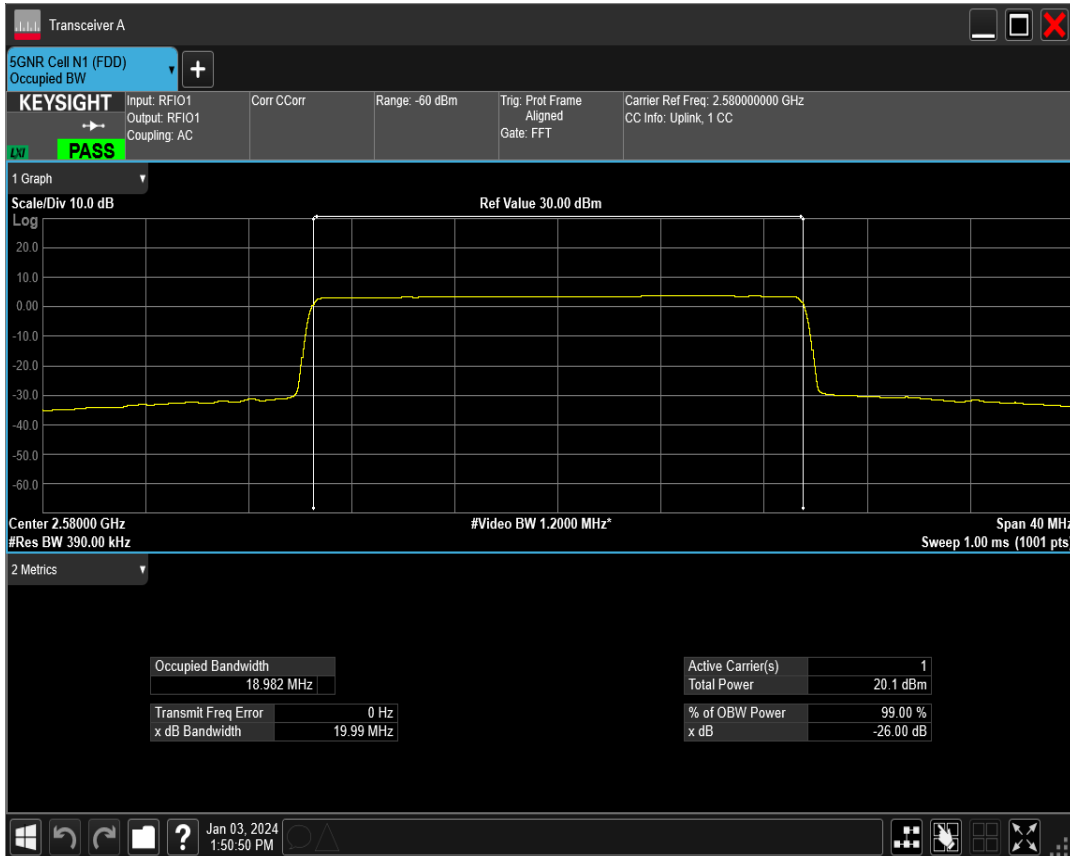 Transceiver A
5GNR Cell N1 (FDD)
Occupied BW
+
KEYSIGHT
LXI
PASS
Input: RFIO1
Output: RFIO1
Coupling: AC
Corr CCorr
Range: -60 dBm
Trig: Prot Frame
Aligned
Gate: FFT
Carrier Ref Freq: 2.580000000 GHz
CC Info: Uplink, 1 CC
1 Graph
Scale/Div 10.0 dB
Ref Value 30.00 dBm
Log
20.0
10.0
0.00
-10.0
-20.0
-30.0
-40.0
-50.0
-60.0
Center 2.58000 GHz
#Video BW 1.2000 MHz*
Span 40 MHz
#Res BW 390.00 kHz
Sweep 1.00 ms (1001 pts)
2 Metrics
Occupied Bandwidth
18.982 MHz
Transmit Freq Error 0 Hz
x dB Bandwidth 19.99 MHz
Active Carrier(s) 1
Total Power 20.1 dBm
% of OBW Power 99.00 %
x dB -26.00 dB
?
Jan 03, 2024
1:50:50 PM